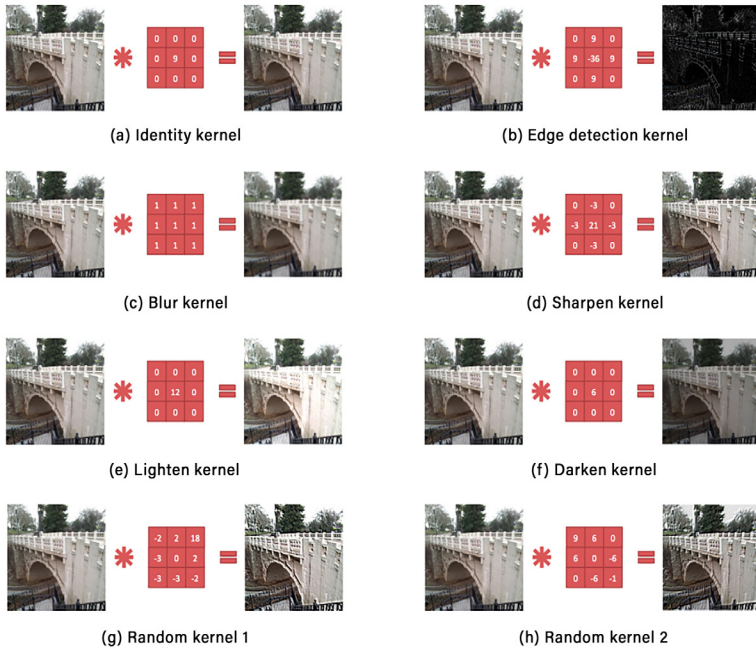 0 0 0
0 9 0
0 0 0
(a) Identity kernel
0 9 0
9 -36 9
0 9 0
(b) Edge detection kernel
1 1 1
1 1 1
1 1 1
(c) Blur kernel
0 -3 0
-3 21 -3
0 -3 0
(d) Sharpen kernel
0 0 0
0 12 0
0 0 0
(e) Lighten kernel
0 0 0
0 6 0
0 0 0
(f) Darken kernel
-2 2 18
-3 0 2
-3 -3 -2
(g) Random kernel 1
9 6 0
6 0 -6
0 -6 -1
(h) Random kernel 2